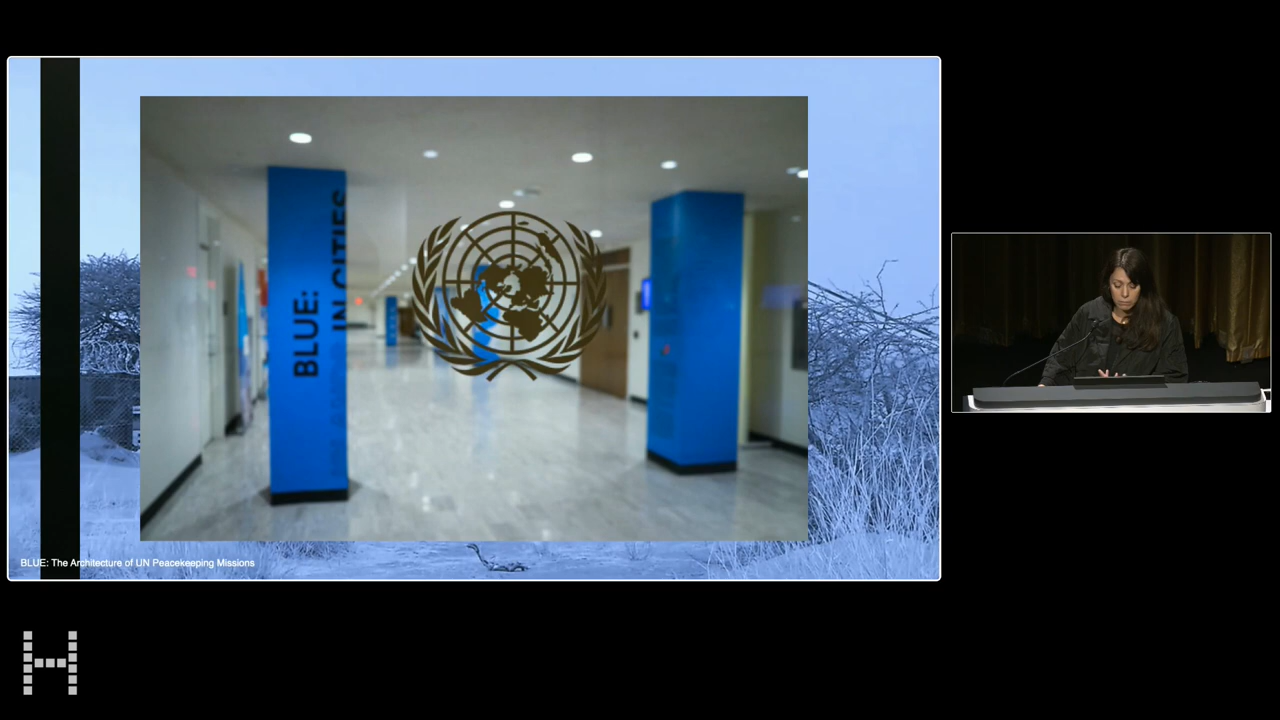 BLUE:
IN CITIES
BLUE: The Architecture of UN Peacekeeping Missions
H